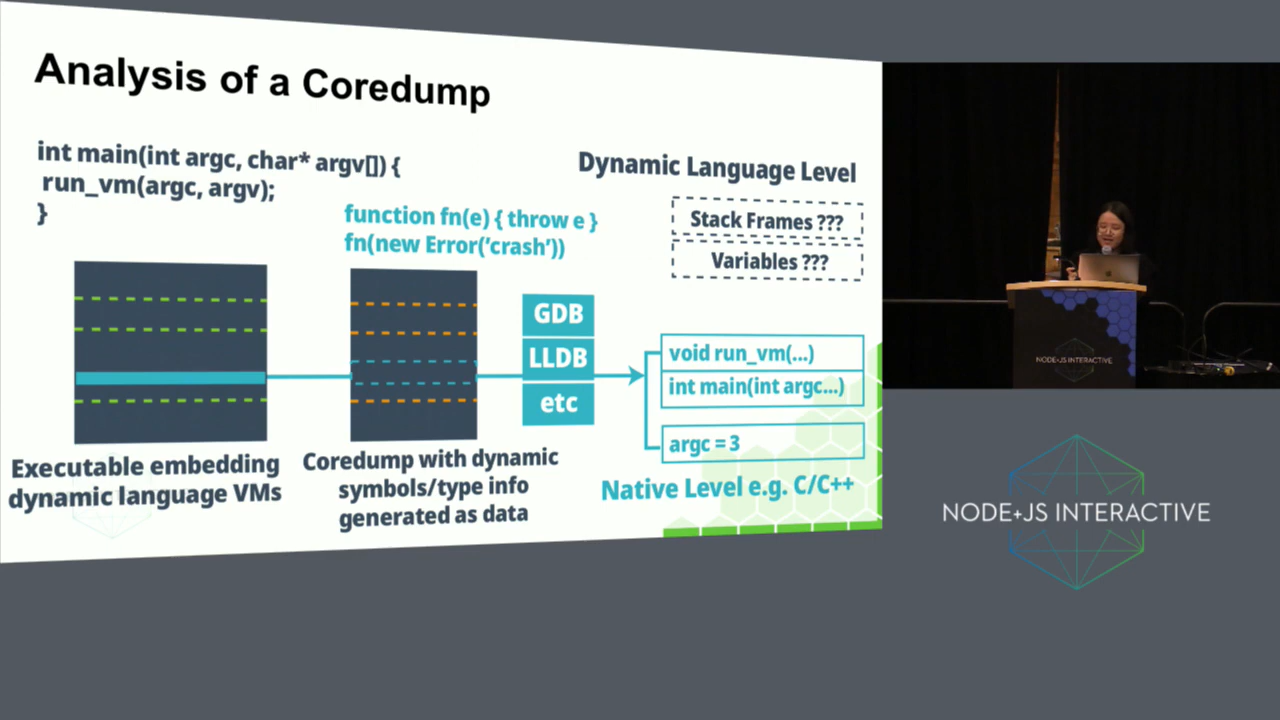 Analysis of a Coredump
int main(int argc, char* argv[]) {
run_vm(argc, argv);
}
function fn(e) { throw e }
fn(new Error('crash'))
Dynamic Language Level
Stack Frames ???
Variables ???
GDB
LLDB
etc
void run_vm(...)
int main(int argc...)
argc = 3
Native Level e.g. C/C++
Executable embedding
dynamic language VMs
Coredump with dynamic
symbols/type info
generated as data
NODE+JS INTERACTIVE
NODE+JS INTERACTIVE